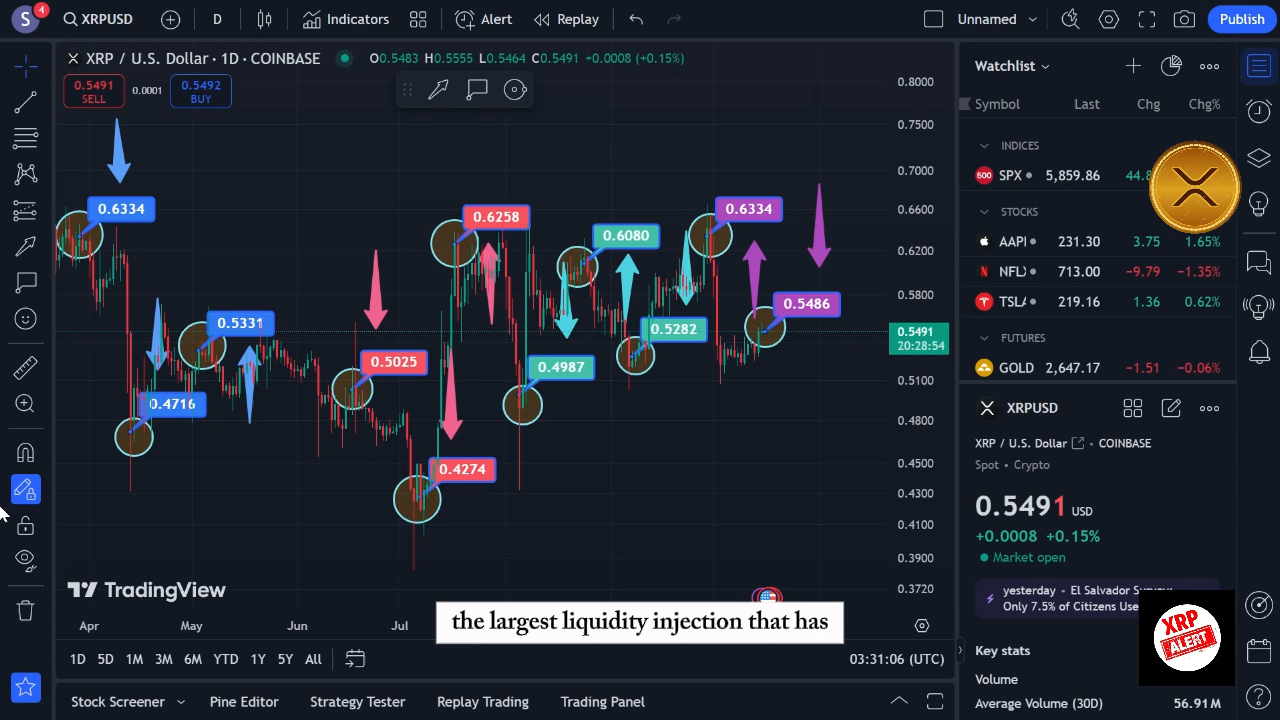 S 4 XRPUSD D Indicators Alert Replay Unnamed Publish
XRP / U.S. Dollar · 1D · COINBASE O0.5483 H0.5555 L0.5464 C0.5491 +0.0008 (+0.15%)
0.5491 SELL 0.0001 0.5492 BUY
0.6334
0.4716
0.5331
0.5025
0.4274
0.6258
0.4987
0.6080
0.5282
0.6334
0.5486
0.8000
0.7500
0.7000
0.6600
0.6200
0.5800
0.5491
20:28:54
0.5100
0.4800
0.4500
0.4300
0.4100
0.3900
0.3720
TradingView
Apr May Jun Jul
the largest liquidity injection that has
1D 5D 1M 3M 6M YTD 1Y 5Y All 03:31:06 (UTC)
Stock Screener Pine Editor Strategy Tester Replay Trading Trading Panel
Watchlist
Symbol Last Chg Chg%
INDICES
500 SPX 5,859.86 44.8
STOCKS
AAPL 231.30 3.75 1.65%
NFLX 713.00 −9.79 −1.35%
TSLA 219.16 1.36 0.62%
FUTURES
GOLD 2,647.17 −1.51 −0.06%
XRPUSD
XRP / U.S. Dollar · COINBASE
Spot · Crypto
0.5491 USD
+0.0008 +0.15%
Market open
yesterday - El Salvador Survey:
Only 7.5% of Citizens Use
XRP
ALERT
Key stats
Volume
Average Volume (30D) 56.91M